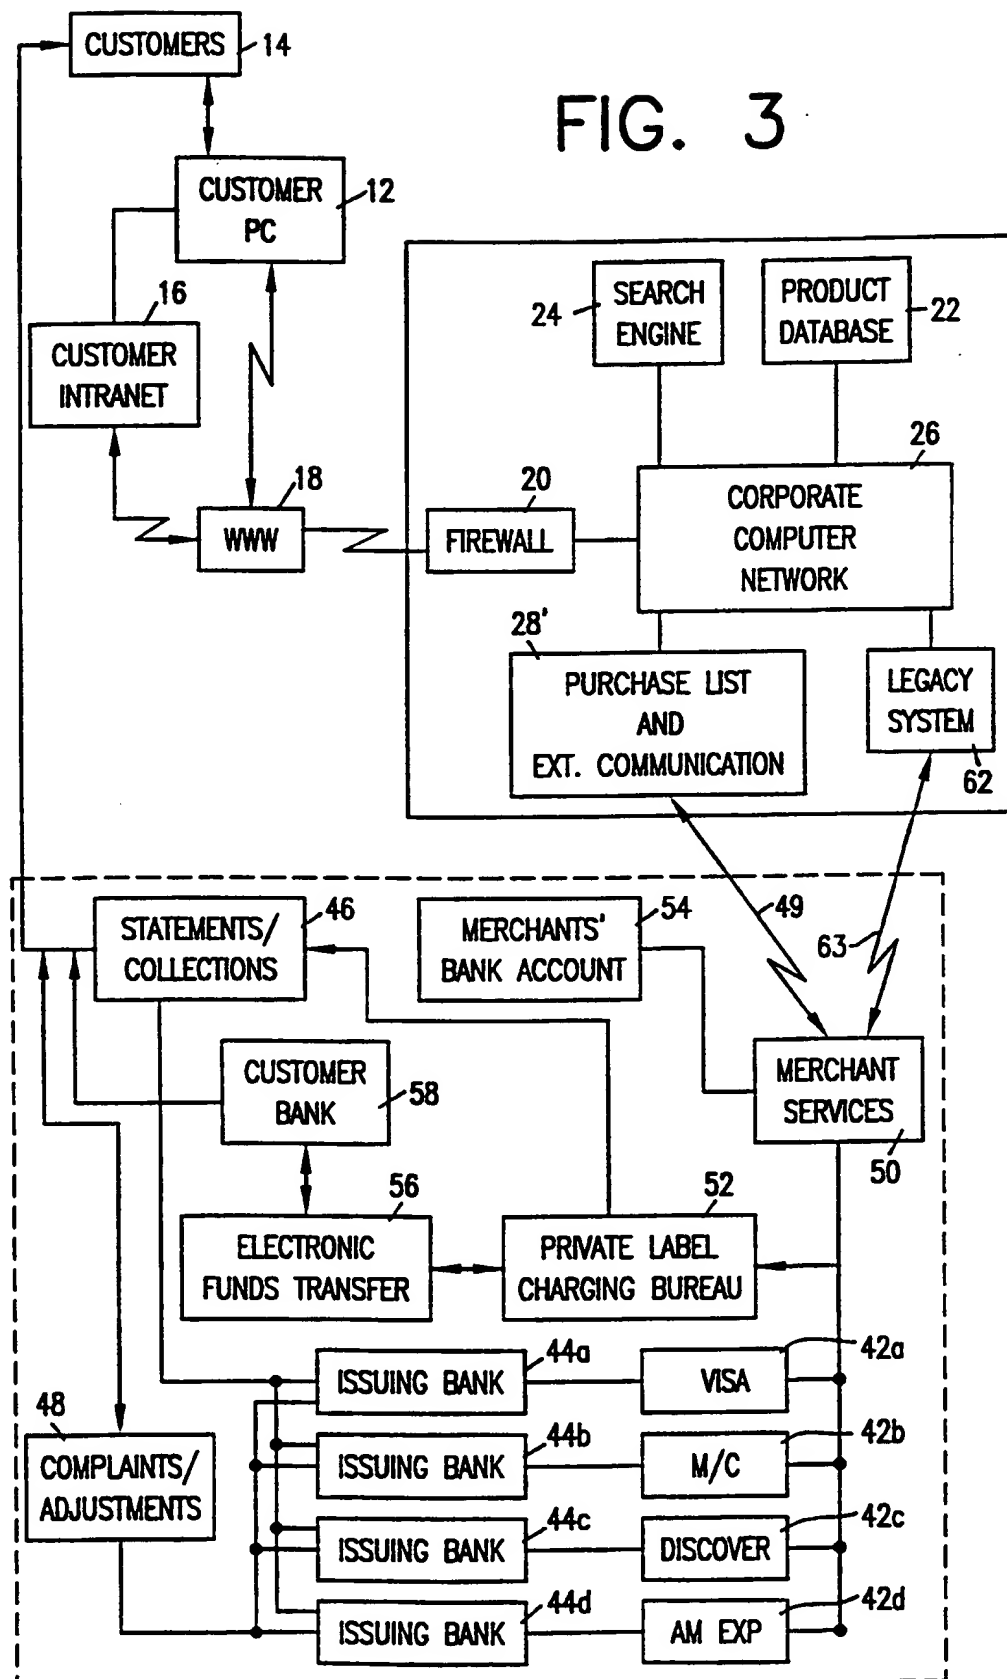 CUSTOMERS
14
FIG. 3
CUSTOMER
PC
12
16
CUSTOMER
INTRANET
24
SEARCH
ENGINE
PRODUCT
DATABASE
22
26
CORPORATE
COMPUTER
NETWORK
18
WWW
20
FIREWALL
28'
PURCHASE LIST
AND
EXT. COMMUNICATION
LEGACY
SYSTEM
62
STATEMENTS/
COLLECTIONS
46
MERCHANTS'
BANK ACCOUNT
54
49
63
CUSTOMER
BANK
58
MERCHANT
SERVICES
50
56
ELECTRONIC
FUNDS TRANSFER
52
PRIVATE LABEL
CHARGING BUREAU
ISSUING BANK
44a
VISA
42a
48
COMPLAINTS/
ADJUSTMENTS
ISSUING BANK
44b
M/C
42b
ISSUING BANK
44c
DISCOVER
42c
ISSUING BANK
44d
AM EXP
42d